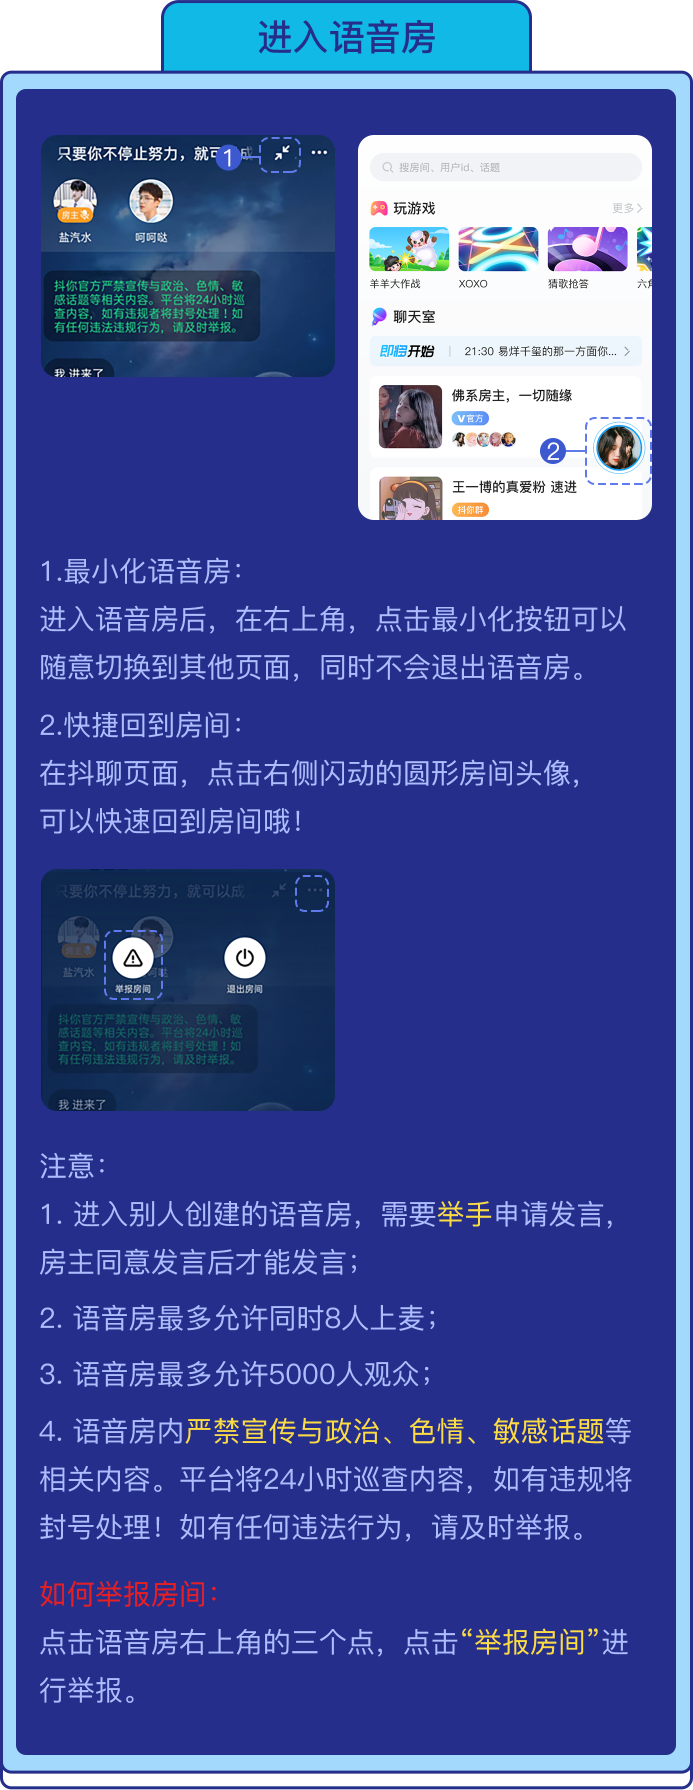 进入语音房
只要你不停止努力，就可
1
房主
盐汽水
呵呵哒
抖你官方严禁宣传与政治、色情、敏
感话题等相关内容。平台将24小时巡
查内容，如有违规者将封号处理！如
有任何违法违规行为，请及时举报。
我 进来了
搜房间、用户id、话题
玩游戏
更多
羊羊大作战
XOXO
猜歌抢答
六角
聊天室
即将开始
21:30 易烊千玺的那一方面你...
佛系房主，一切随缘
V官方
2
王一博的真爱粉 速进
抖你群
1.最小化语音房：
进入语音房后，在右上角，点击最小化按钮可以
随意切换到其他页面，同时不会退出语音房。
2.快捷回到房间：
在抖聊页面，点击右侧闪动的圆形房间头像，
可以快速回到房间哦！
只要你不停止努力，就可以成
房主
盐汽水
哒
举报房间
退出房间
抖你官方严禁宣传与政治、色情、敏
感话题等相关内容。平台将24小时巡
查内容，如有违规者将封号处理！如
有任何违法违规行为，请及时举报。
我 进来了
注意：
1. 进入别人创建的语音房，需要举手申请发言，
房主同意发言后才能发言；
2. 语音房最多允许同时8人上麦；
3. 语音房最多允许5000人观众；
4. 语音房内严禁宣传与政治、色情、敏感话题等
相关内容。平台将24小时巡查内容，如有违规将
封号处理！如有任何违法行为，请及时举报。
如何举报房间：
点击语音房右上角的三个点，点击“举报房间”进
行举报。